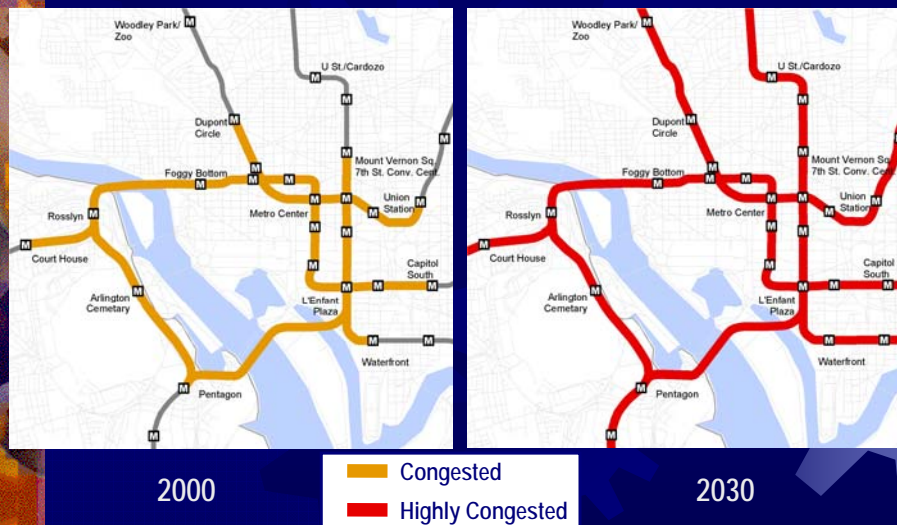 Woodley Park/
Zoo
M
M
U St./Cardozo
M
M
Dupont
Circle
M
M
M
Mount Vernon Sq.
7th St. Conv. Cent.
M
Foggy Bottom
M
M
M
M
M
M
Union
Station
M
Rosslyn
M
Metro Center
M
M
M
Court House
M
Capitol
South
M
M
M
Arlington
Cemetary
M
L'Enfant
Plaza
M
M
Waterfront
M
Pentagon
M
Woodley Park/
Zoo
M
M
U St./Cardozo
M
M
Dupont
Circle
M
M
M
Mount Vernon Sq.
7th St. Conv. Cent.
M
Foggy Bottom
M
M
M
M
M
M
Union
Station
M
Rosslyn
M
Metro Center
M
M
M
Court House
M
Capitol
South
M
M
M
Arlington
Cemetary
M
L'Enfant
Plaza
M
M
Waterfront
M
Pentagon
M
2000
Congested
Highly Congested
2030